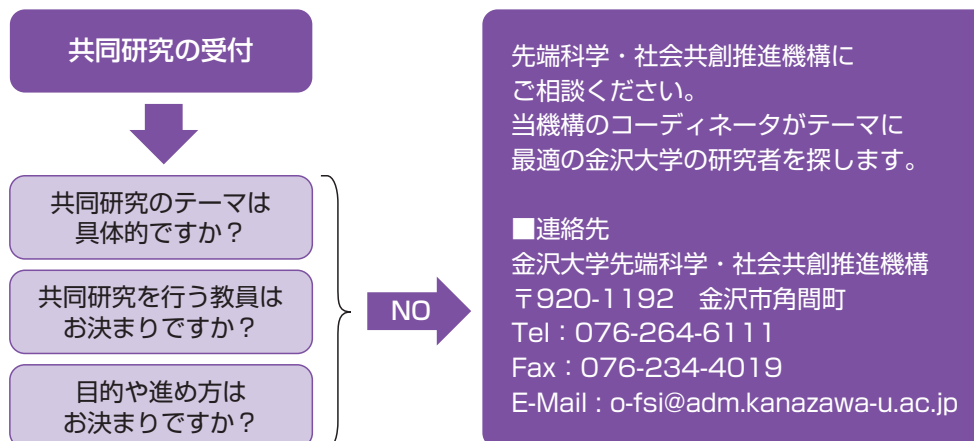 共同研究の受付
共同研究のテーマは
具体的ですか？
共同研究を行う教員は
お決まりですか？
目的や進め方は
お決まりですか？
NO
先端科学・社会共創推進機構に
ご相談ください。
当機構のコーディネータがテーマに
最適の金沢大学の研究者を探します。
■連絡先
金沢大学先端科学・社会共創推進機構
〒920-1192　金沢市角間町
Tel：076-264-6111
Fax：076-234-4019
E-Mail：o-fsi@adm.kanazawa-u.ac.jp